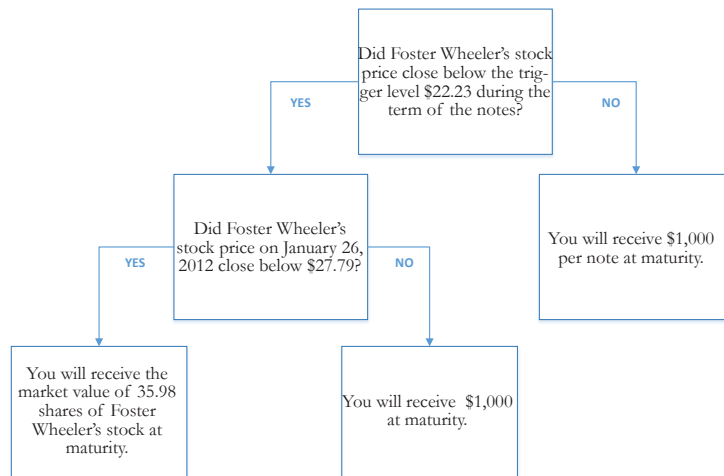 Did Foster Wheeler's stock
price close below the trig-
ger level $22.23 during the
term of the notes?
YES
NO
Did Foster Wheeler's
stock price on January 26,
2012 close below $27.79?
You will receive $1,000
per note at maturity.
YES
NO
You will receive the
market value of 35.98
shares of Foster
Wheeler's stock at
maturity.
You will receive $1,000
at maturity.